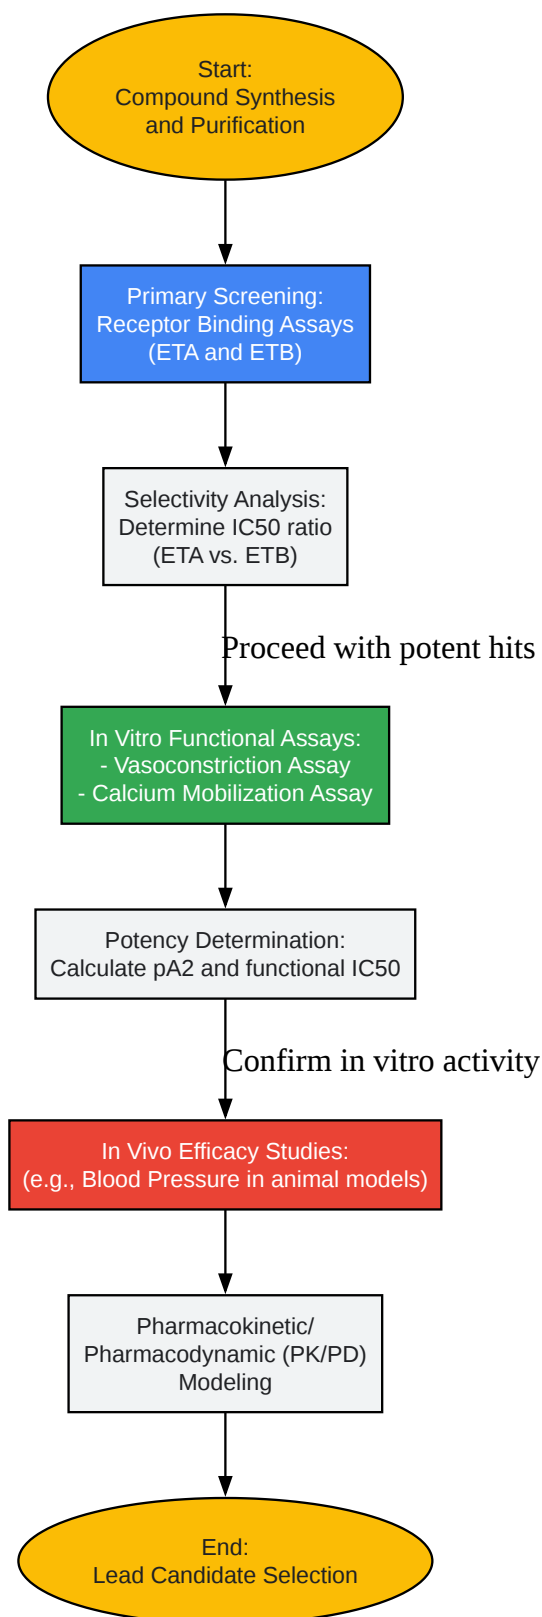 Start:
Compound Synthesis
and Purification
Primary Screening:
Receptor Binding Assays
(ETA and ETB)
Selectivity Analysis:
Determine IC50 ratio
(ETA vs. ETB)
Proceed with potent hits
In Vitro Functional Assays:
- Vasoconstriction Assay
- Calcium Mobilization Assay
Potency Determination:
Calculate pA2 and functional IC50
Confirm in vitro activity
In Vivo Efficacy Studies:
(e.g., Blood Pressure in animal models)
Pharmacokinetic/
Pharmacodynamic (PK/PD)
Modeling
End:
Lead Candidate Selection